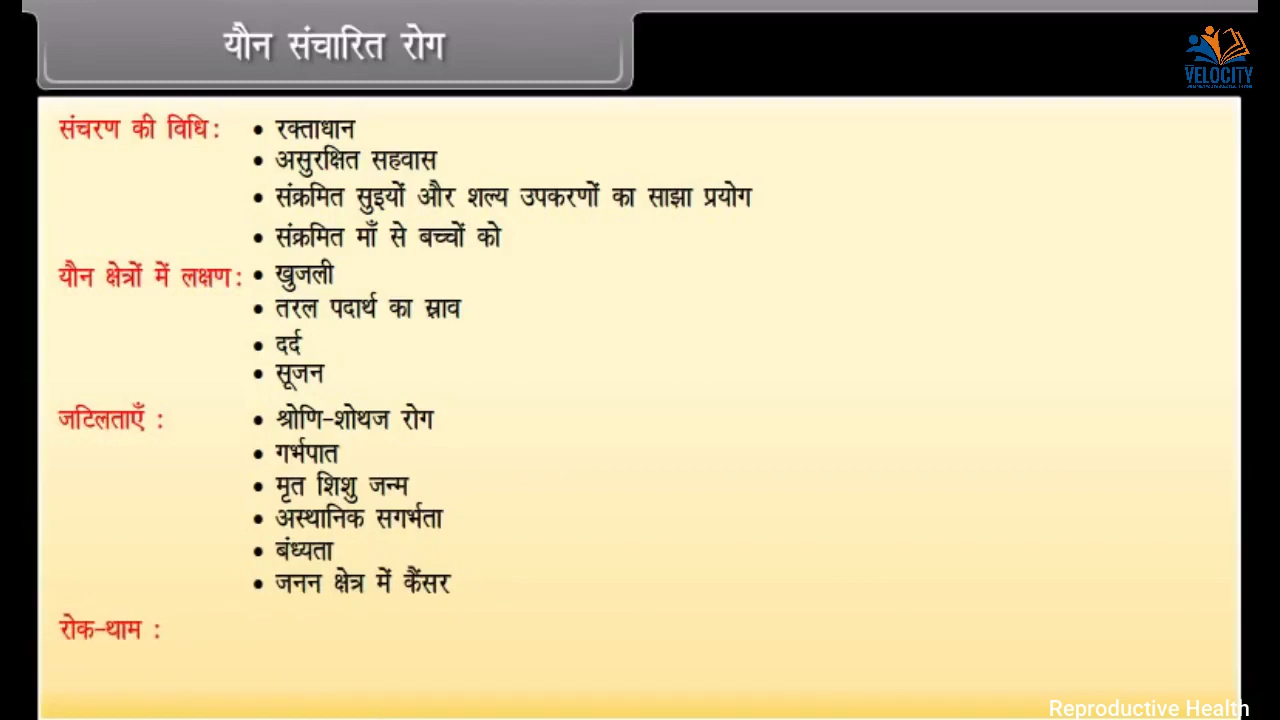 यौन संचारित रोग
VELOCITY
संचरण की विधि : • रक्ताधान
• असुरक्षित सहवास
• संक्रमित सुइयों और शल्य उपकरणों का साझा प्रयोग
• संक्रमित माँ से बच्चों को
यौन क्षेत्रों में लक्षण : • खुजली
• तरल पदार्थ का स्राव
• दर्द
• सूजन
जटिलताएँ : • श्रोणि-शोथज रोग
• गर्भपात
• मृत शिशु जन्म
• अस्थानिक सगर्भता
• बंध्यता
• जनन क्षेत्र में कैंसर
रोक-थाम :
Reproductive Health